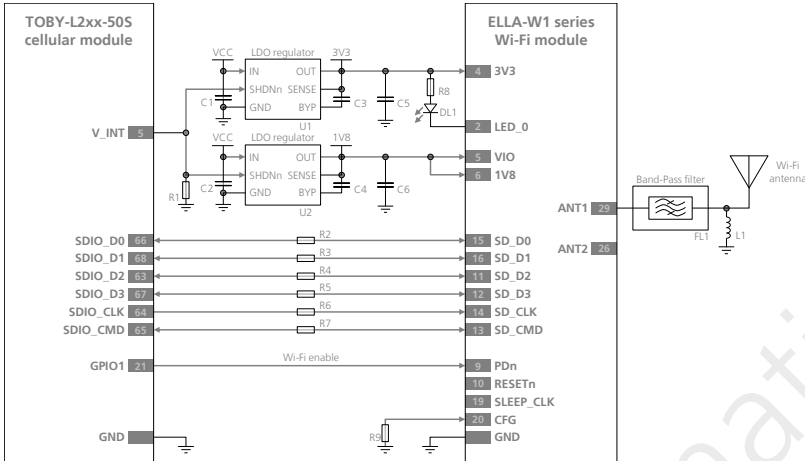 TOBY-L2xx-50S
cellular module
ELLA-W1 series
Wi-Fi module
VCC LDO regulator 3V3
IN OUT
SHDNn SENSE
GND BYP
C1 C3 C5
U1
R8
DL1
4 3V3
2 LED_0
V_INT 5
VCC LDO regulator 1V8
IN OUT
SHDNn SENSE
GND BYP
R1 C2 C4 C6
U2
5 VIO
6 1V8
Band-Pass filter
Wi-Fi
antenna
ANT1 29
FL1 L1
ANT2 26
SDIO_D0 66 R2 15 SD_D0
SDIO_D1 68 R3 16 SD_D1
SDIO_D2 63 R4 11 SD_D2
SDIO_D3 67 R5 12 SD_D3
SDIO_CLK 64 R6 14 SD_CLK
SDIO_CMD 65 R7 13 SD_CMD
GPIO1 21 Wi-Fi enable 9 PDn
10 RESETn
19 SLEEP_CLK
20 CFG
R9
GND GND